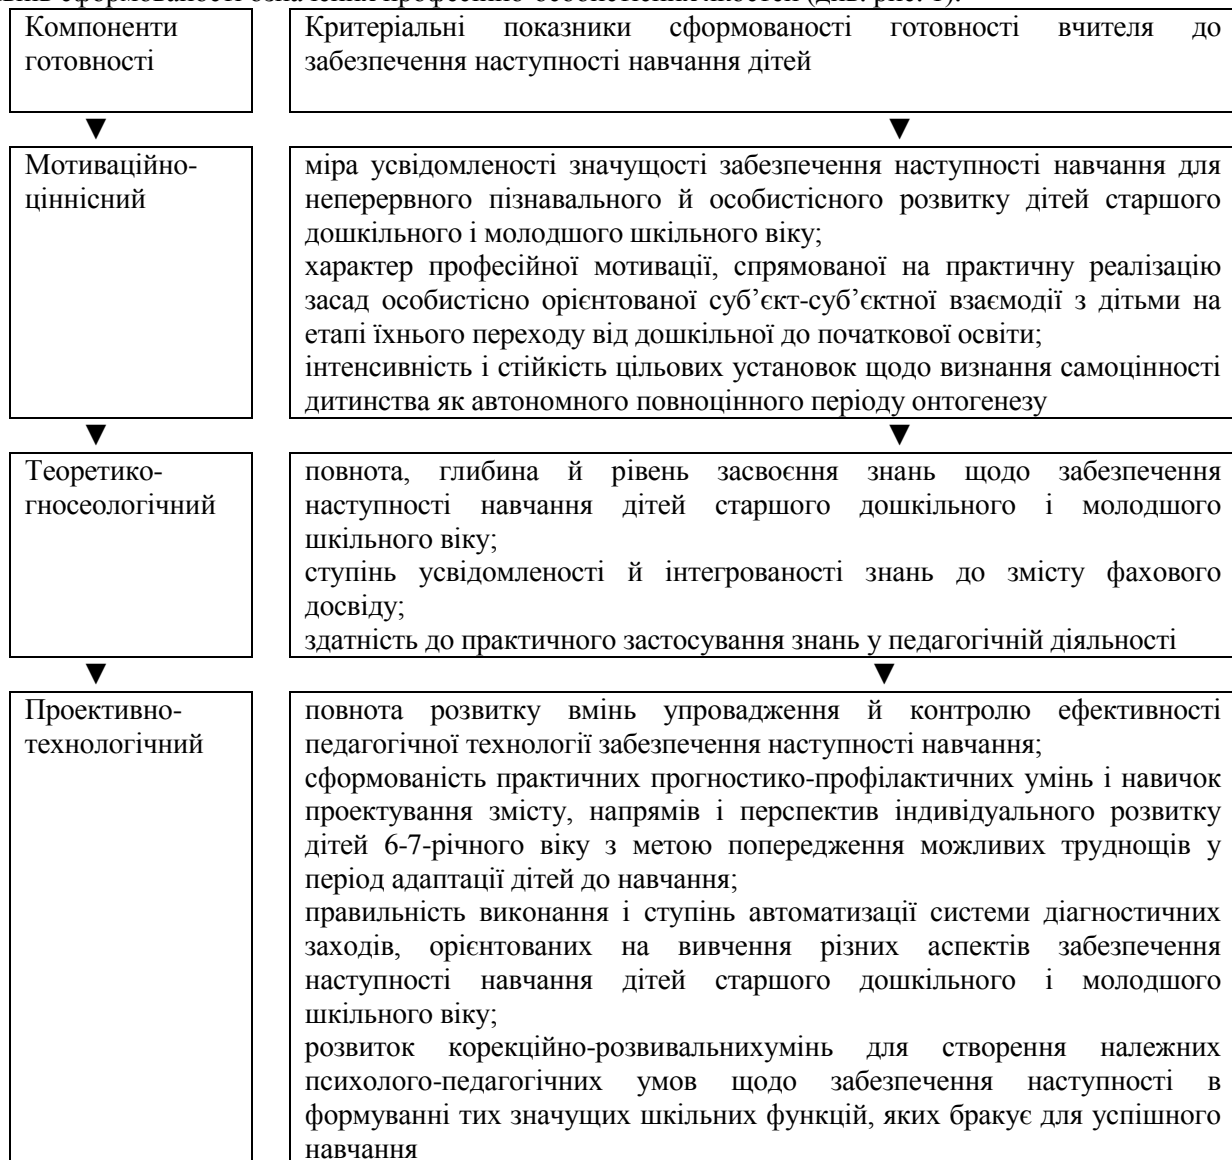 Компоненти
готовності
Критеріальні показники сформованості готовності вчителя до
забезпечення наступності навчання дітей
Мотиваційно-
ціннісний
міра усвідомленості значущості забезпечення наступності навчання для
неперервного пізнавального й особистісного розвитку дітей старшого
дошкільного і молодшого шкільного віку;
характер професійної мотивації, спрямованої на практичну реалізацію
засад особистісно орієнтованої суб’єкт-суб’єктної взаємодії з дітьми на
етапі їхнього переходу від дошкільної до початкової освіти;
інтенсивність і стійкість цільових установок щодо визнання самоцінності
дитинства як автономного повноцінного періоду онтогенезу
Теоретико-
гносеологічний
повнота, глибина й рівень засвоєння знань щодо забезпечення
наступності навчання дітей старшого дошкільного і молодшого
шкільного віку;
ступінь усвідомленості й інтегрованості знань до змісту фахового
досвіду;
здатність до практичного застосування знань у педагогічній діяльності
Проективно-
технологічний
повнота розвитку вмінь упровадження й контролю ефективності
педагогічної технології забезпечення наступності навчання;
сформованість практичних прогностико-профілактичних умінь і навичок
проектування змісту, напрямів і перспектив індивідуального розвитку
дітей 6-7-річного віку з метою попередження можливих труднощів у
період адаптації дітей до навчання;
правильність виконання і ступінь автоматизації системи діагностичних
заходів, орієнтованих на вивчення різних аспектів забезпечення
наступності навчання дітей старшого дошкільного і молодшого
шкільного віку;
розвиток корекційно-розвивальнихумінь для створення належних
психолого-педагогічних умов щодо забезпечення наступності в
формуванні тих значущих шкільних функцій, яких бракує для успішного
навчання